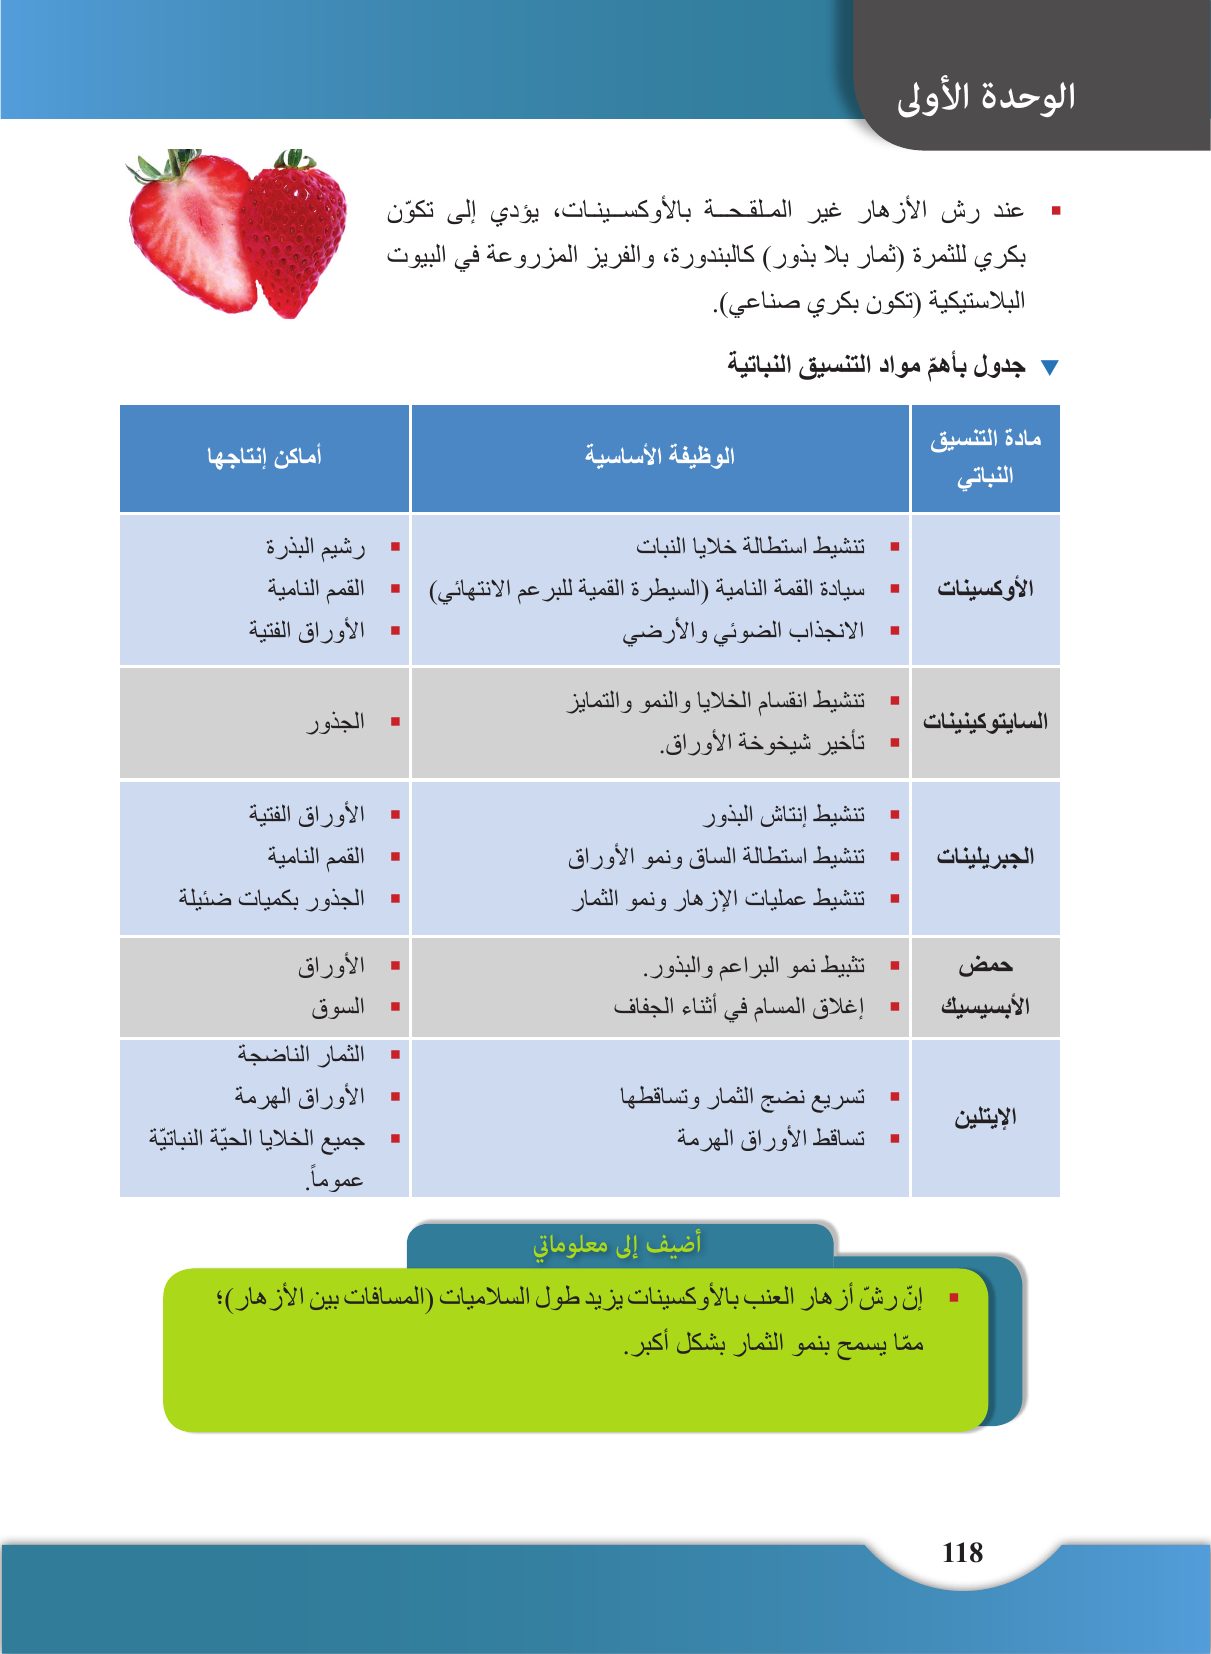 الوحدة الأولى
▪ عند رش الأزهار غير الملقحة بالأوكسينات، يؤدي إلى تكوّن
بكري للثمرة (ثمار بلا بذور) كالبندورة، والفريز المزروعة في البيوت
البلاستيكية (تكون بكري صناعي).
▼ جدول بأهمّ مواد التنسيق النباتية
مادة التنسيق
النباتي
الوظيفة الأساسية
أماكن إنتاجها
الأوكسينات
▪ تنشيط استطالة خلايا النبات
▪ سيادة القمة النامية (السيطرة القمية للبرعم الانتهائي)
▪ الانجذاب الضوئي والأرضي
▪ رشيم البذرة
▪ القمم النامية
▪ الأوراق الفتية
السايتوكينينات
▪ تنشيط انقسام الخلايا والنمو والتمايز
▪ تأخير شيخوخة الأوراق.
▪ الجذور
الجبريلينات
▪ تنشيط إنتاش البذور
▪ تنشيط استطالة الساق ونمو الأوراق
▪ تنشيط عمليات الإزهار ونمو الثمار
▪ الأوراق الفتية
▪ القمم النامية
▪ الجذور بكميات ضئيلة
حمض
الأبسيسيك
▪ تثبيط نمو البراعم والبذور.
▪ إغلاق المسام في أثناء الجفاف
▪ الأوراق
▪ السوق
الإيتلين
▪ تسريع نضج الثمار وتساقطها
▪ تساقط الأوراق الهرمة
▪ الثمار الناضجة
▪ الأوراق الهرمة
▪ جميع الخلايا الحيّة النباتيّة
عموماً.
أضيف إلى معلوماتي
▪ إنّ رشّ أزهار العنب بالأوكسينات يزيد طول السلاميات (المسافات بين الأزهار)؛
ممّا يسمح بنمو الثمار بشكل أكبر.
118